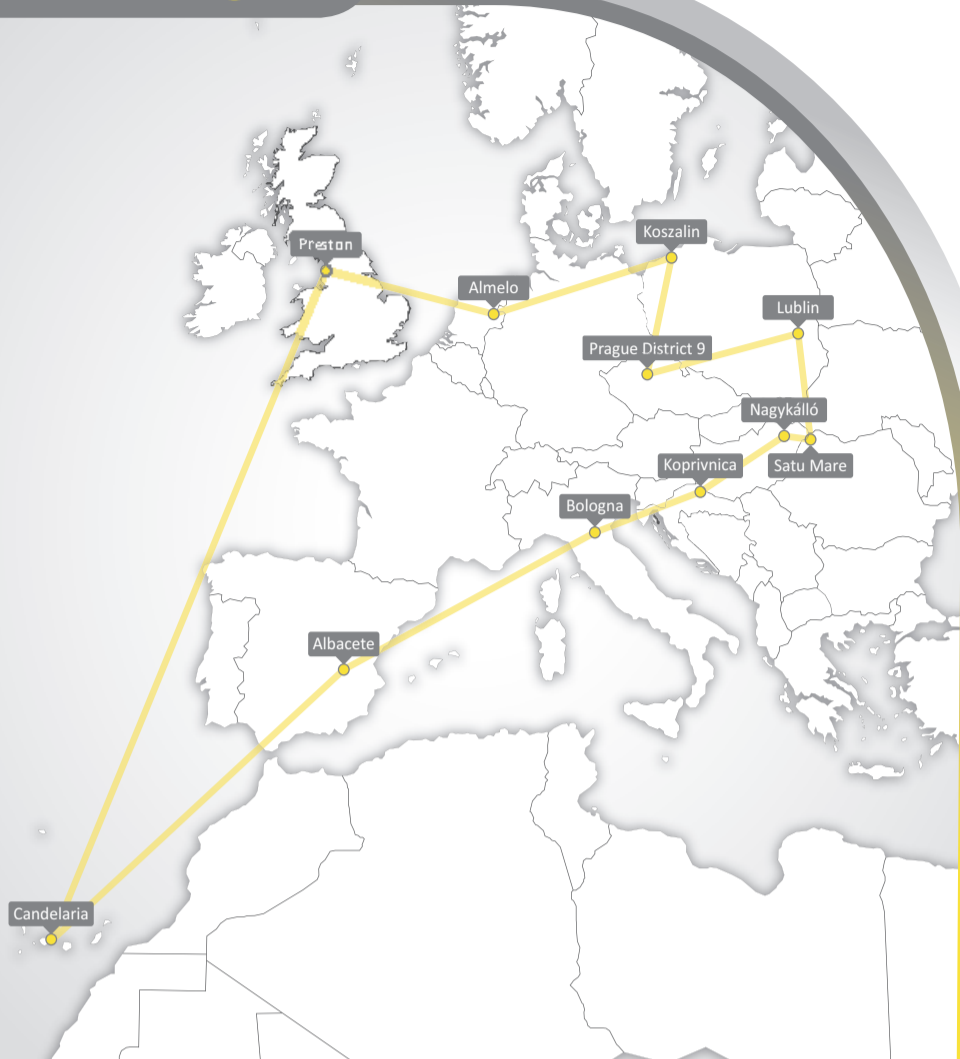 Koszalin
Preston
Almelo
Lublin
Prague District 9
Nagykálló
Koprivnica
Satu Mare
Bologna
Albacete
Candelaria